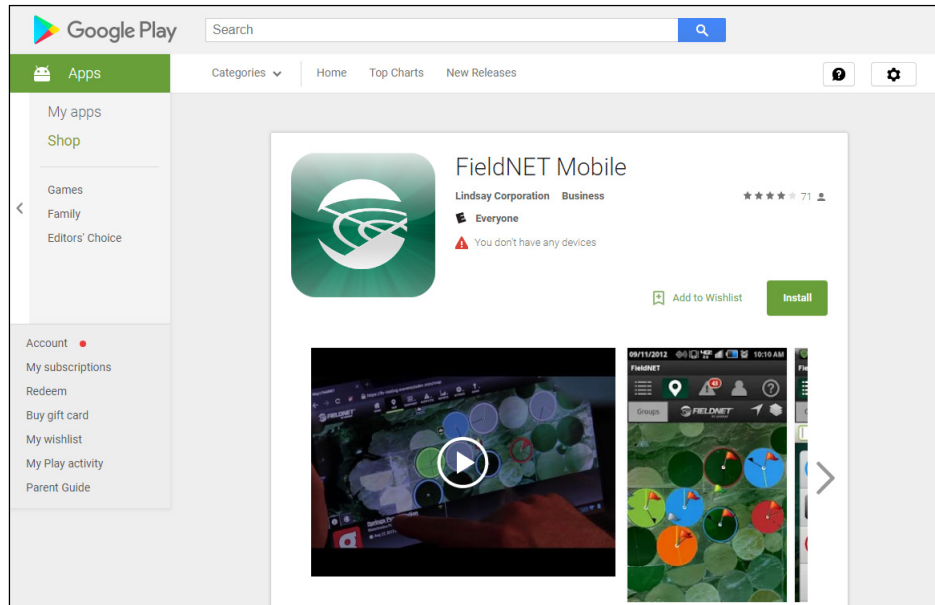 Google Play
Search
Apps
Categories
Home
Top Charts
New Releases
My apps
Shop
Games
Family
Editors' Choice
Account
My subscriptions
Redeem
Buy gift card
My wishlist
My Play activity
Parent Guide
FieldNET Mobile
Lindsay Corporation Business
71
E Everyone
You don't have any devices
Add to Wishlist
Install
FIELDNET
09/11/2012 10:10 AM
FieldNET
43
Groups
FIELDNET